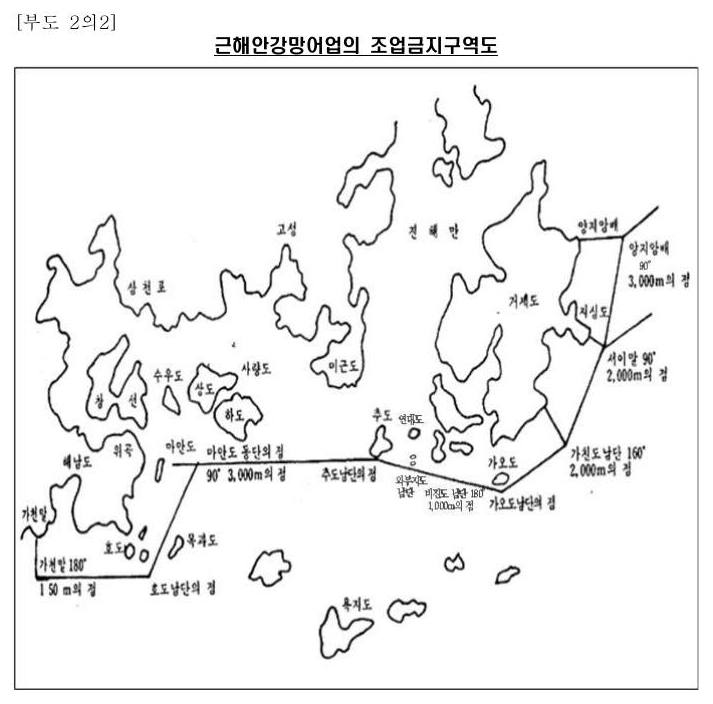 [부도 2의2]
근해안강망어업의 조업금지구역도
고성
진해만
양지암배
양지암배
90°
3,000m의 점
삼천포
거제도
지심도
서이말 90°
2,000m의 점
수우도
사량도
미근도
상도
창선
하도
추도
연대도
위곡
마안도
마안도 동단의 점
90° 3,000m의 점
추도남단의 점
해남도
외부지도
남단
비진도 남단 180°
1,000m의 점
가오도
가오도남단의 점
가친도남단 160°
2,000m의 점
가천말
호도
목과도
가천말 180°
150m의 점
호도남단의 점
욕지도